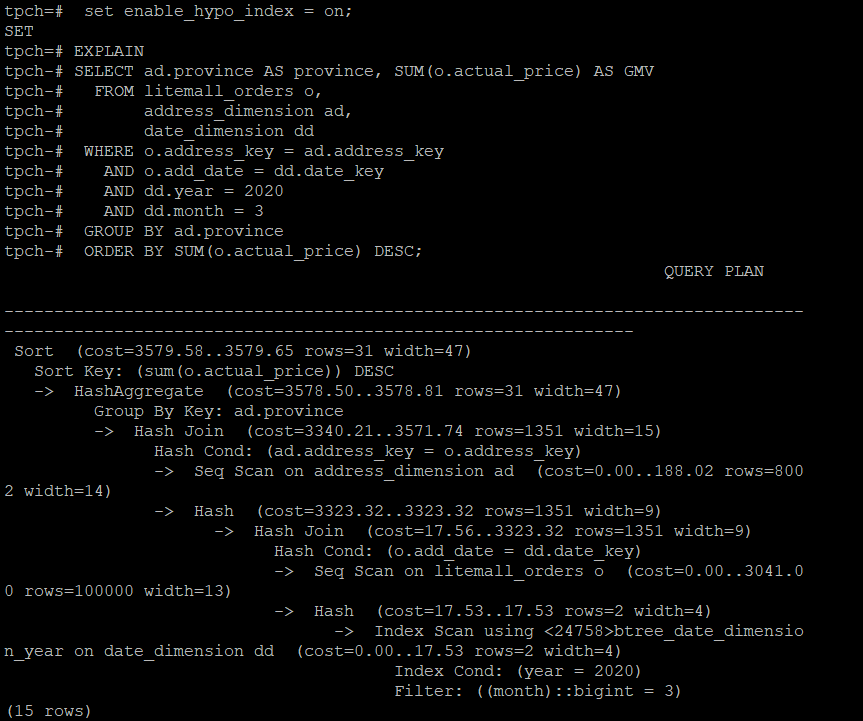 tpch=#  set enable_hypo_index = on;
SET
tpch=# EXPLAIN
tpch-# SELECT ad.province AS province, SUM(o.actual_price) AS GMV
tpch-#   FROM litemall_orders o,
tpch-#        address_dimension ad,
tpch-#        date_dimension dd
tpch-#  WHERE o.address_key = ad.address_key
tpch-#    AND o.add_date = dd.date_key
tpch-#    AND dd.year = 2020
tpch-#    AND dd.month = 3
tpch-#  GROUP BY ad.province
tpch-#  ORDER BY SUM(o.actual_price) DESC;
                                                                  QUERY PLAN
--------------------------------------------------------------------------------
---------------------------------------------------------------
 Sort  (cost=3579.58..3579.65 rows=31 width=47)
   Sort Key: (sum(o.actual_price)) DESC
   ->  HashAggregate  (cost=3578.50..3578.81 rows=31 width=47)
         Group By Key: ad.province
         ->  Hash Join  (cost=3340.21..3571.74 rows=1351 width=15)
               Hash Cond: (ad.address_key = o.address_key)
               ->  Seq Scan on address_dimension ad  (cost=0.00..188.02 rows=800
2 width=14)
               ->  Hash  (cost=3323.32..3323.32 rows=1351 width=9)
                     ->  Hash Join  (cost=17.56..3323.32 rows=1351 width=9)
                           Hash Cond: (o.add_date = dd.date_key)
                           ->  Seq Scan on litemall_orders o  (cost=0.00..3041.0
0 rows=100000 width=13)
                           ->  Hash  (cost=17.53..17.53 rows=2 width=4)
                                 ->  Index Scan using <24758>btree_date_dimensio
n_year on date_dimension dd  (cost=0.00..17.53 rows=2 width=4)
                                       Index Cond: (year = 2020)
                                       Filter: ((month)::bigint = 3)
(15 rows)